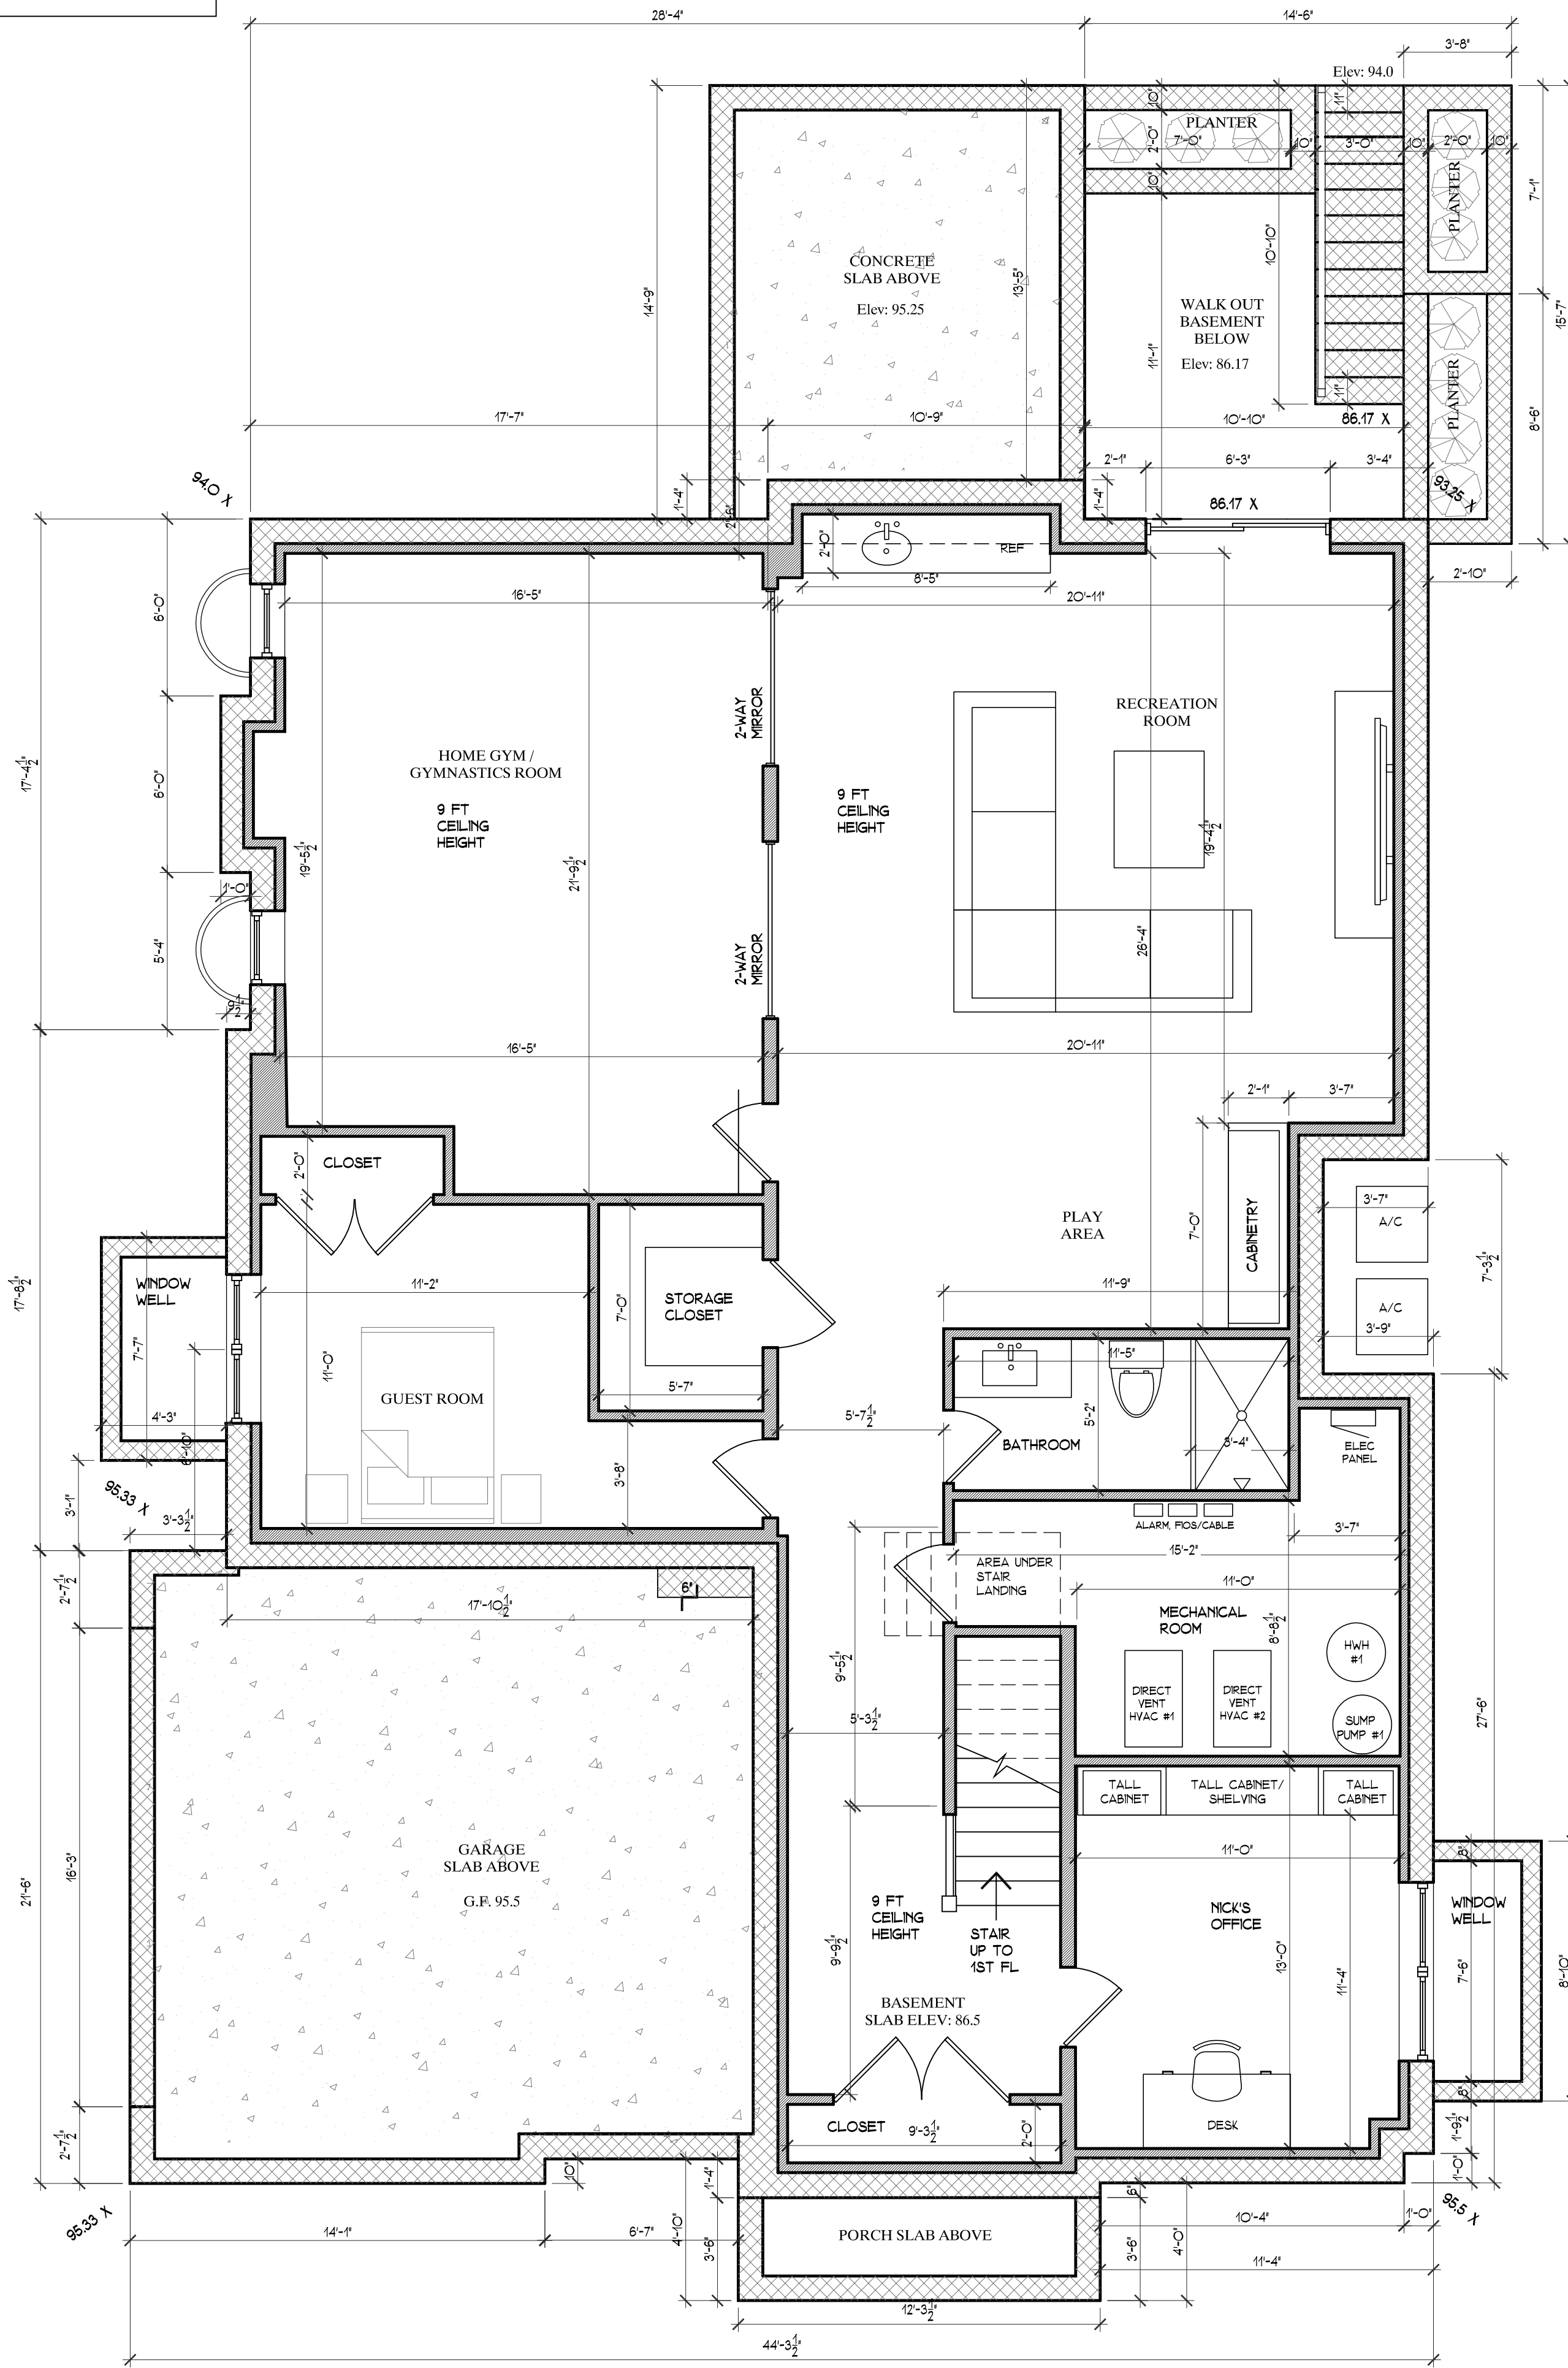 28'-4"
14'-6"
3'-8"
Elev: 94.0
11"
10"
PLANTER
2'-0"
7'-0"
10"
3'-0"
10"
2'-0"
10"
10"
PLANTER
7'-1"
15'-7"
14'-9"
CONCRETE
SLAB ABOVE
Elev: 95.25
13'-5"
10'-10"
WALK OUT
BASEMENT
BELOW
Elev: 86.17
11'-1"
11"
PLANTER
8'-6"
17'-7"
10'-9"
10'-10"
86.17 X
2'-1"
6'-3"
3'-4"
94.0 X
1'-4"
2'-6"
1'-4"
86.17 X
93.25 X
2'-0"
REF
8'-5"
2'-10"
6'-0"
16'-5"
20'-11"
2-WAY
MIRROR
RECREATION
ROOM
HOME GYM /
GYMNASTICS ROOM
9 FT
CEILING
HEIGHT
9 FT
CEILING
HEIGHT
17'-4 1/2"
6'-0"
19'-5 1/2"
21'-9 1/2"
19'-4 1/2"
1'-0"
5'-4"
2-WAY
MIRROR
26'-4"
9 1/2"
16'-5"
20'-11"
2'-1"
3'-7"
CLOSET
2'-0"
PLAY
AREA
7'-0"
CABINETRY
3'-7"
A/C
7'-3 1/2"
17'-8 1/2"
WINDOW
WELL
7'-7"
11'-2"
7'-0"
STORAGE
CLOSET
11'-9"
A/C
3'-9"
11'-0"
GUEST ROOM
5'-7"
11'-5"
4'-3"
6'-10"
5'-7 1/2"
5'-2"
BATHROOM
3'-4"
ELEC
PANEL
3'-8"
3'-1"
95.33 X
3'-3 1/2"
ALARM, FIOS/CABLE
3'-7"
15'-2"
AREA UNDER
STAIR
LANDING
11'-0"
2'-7 1/2"
6"
17'-10 1/2"
MECHANICAL
ROOM
8'-8 1/2"
HWH
#1
9'-5 1/2"
DIRECT
VENT
HVAC #1
DIRECT
VENT
HVAC #2
SUMP
PUMP #1
5'-3 1/2"
27'-6"
TALL
CABINET
TALL CABINET/
SHELVING
TALL
CABINET
GARAGE
SLAB ABOVE
G.F. 95.5
21'-6"
16'-3"
11'-0"
8"
9 FT
CEILING
HEIGHT
9'-9 1/2"
STAIR
UP TO
1ST FL
NICK'S
OFFICE
13'-0"
11'-4"
WINDOW
WELL
7'-6"
8'-10"
BASEMENT
SLAB ELEV: 86.5
8"
CLOSET
9'-3 1/2"
2'-0"
DESK
1'-9 1/2"
2'-7 1/2"
10"
1'-4"
6"
1'-0"
95.33 X
95.5 X
14'-1"
6'-7"
4'-10"
3'-6"
PORCH SLAB ABOVE
3'-6"
4'-0"
10'-4"
1'-0"
11'-4"
12'-3 1/2"
44'-3 1/2"